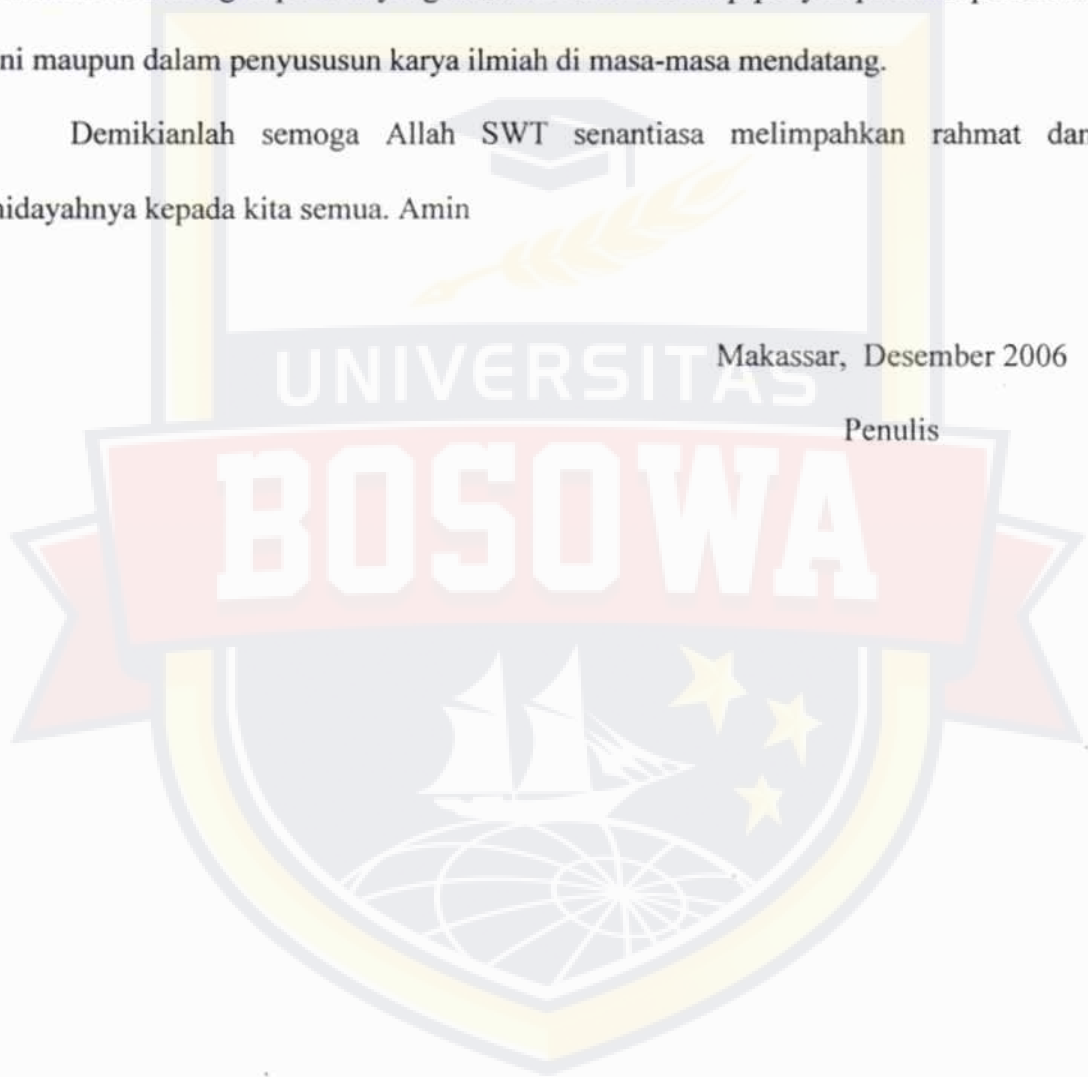 ni maupun dalam penyususun karya ilmiah di masa-masa mendatang.
Demikianlah semoga Allah SWT senantiasa melimpahkan rahmat dan
hidayahnya kepada kita semua. Amin
Makassar, Desember 2006
Penulis
UNIVERSITAS
BOSOWA